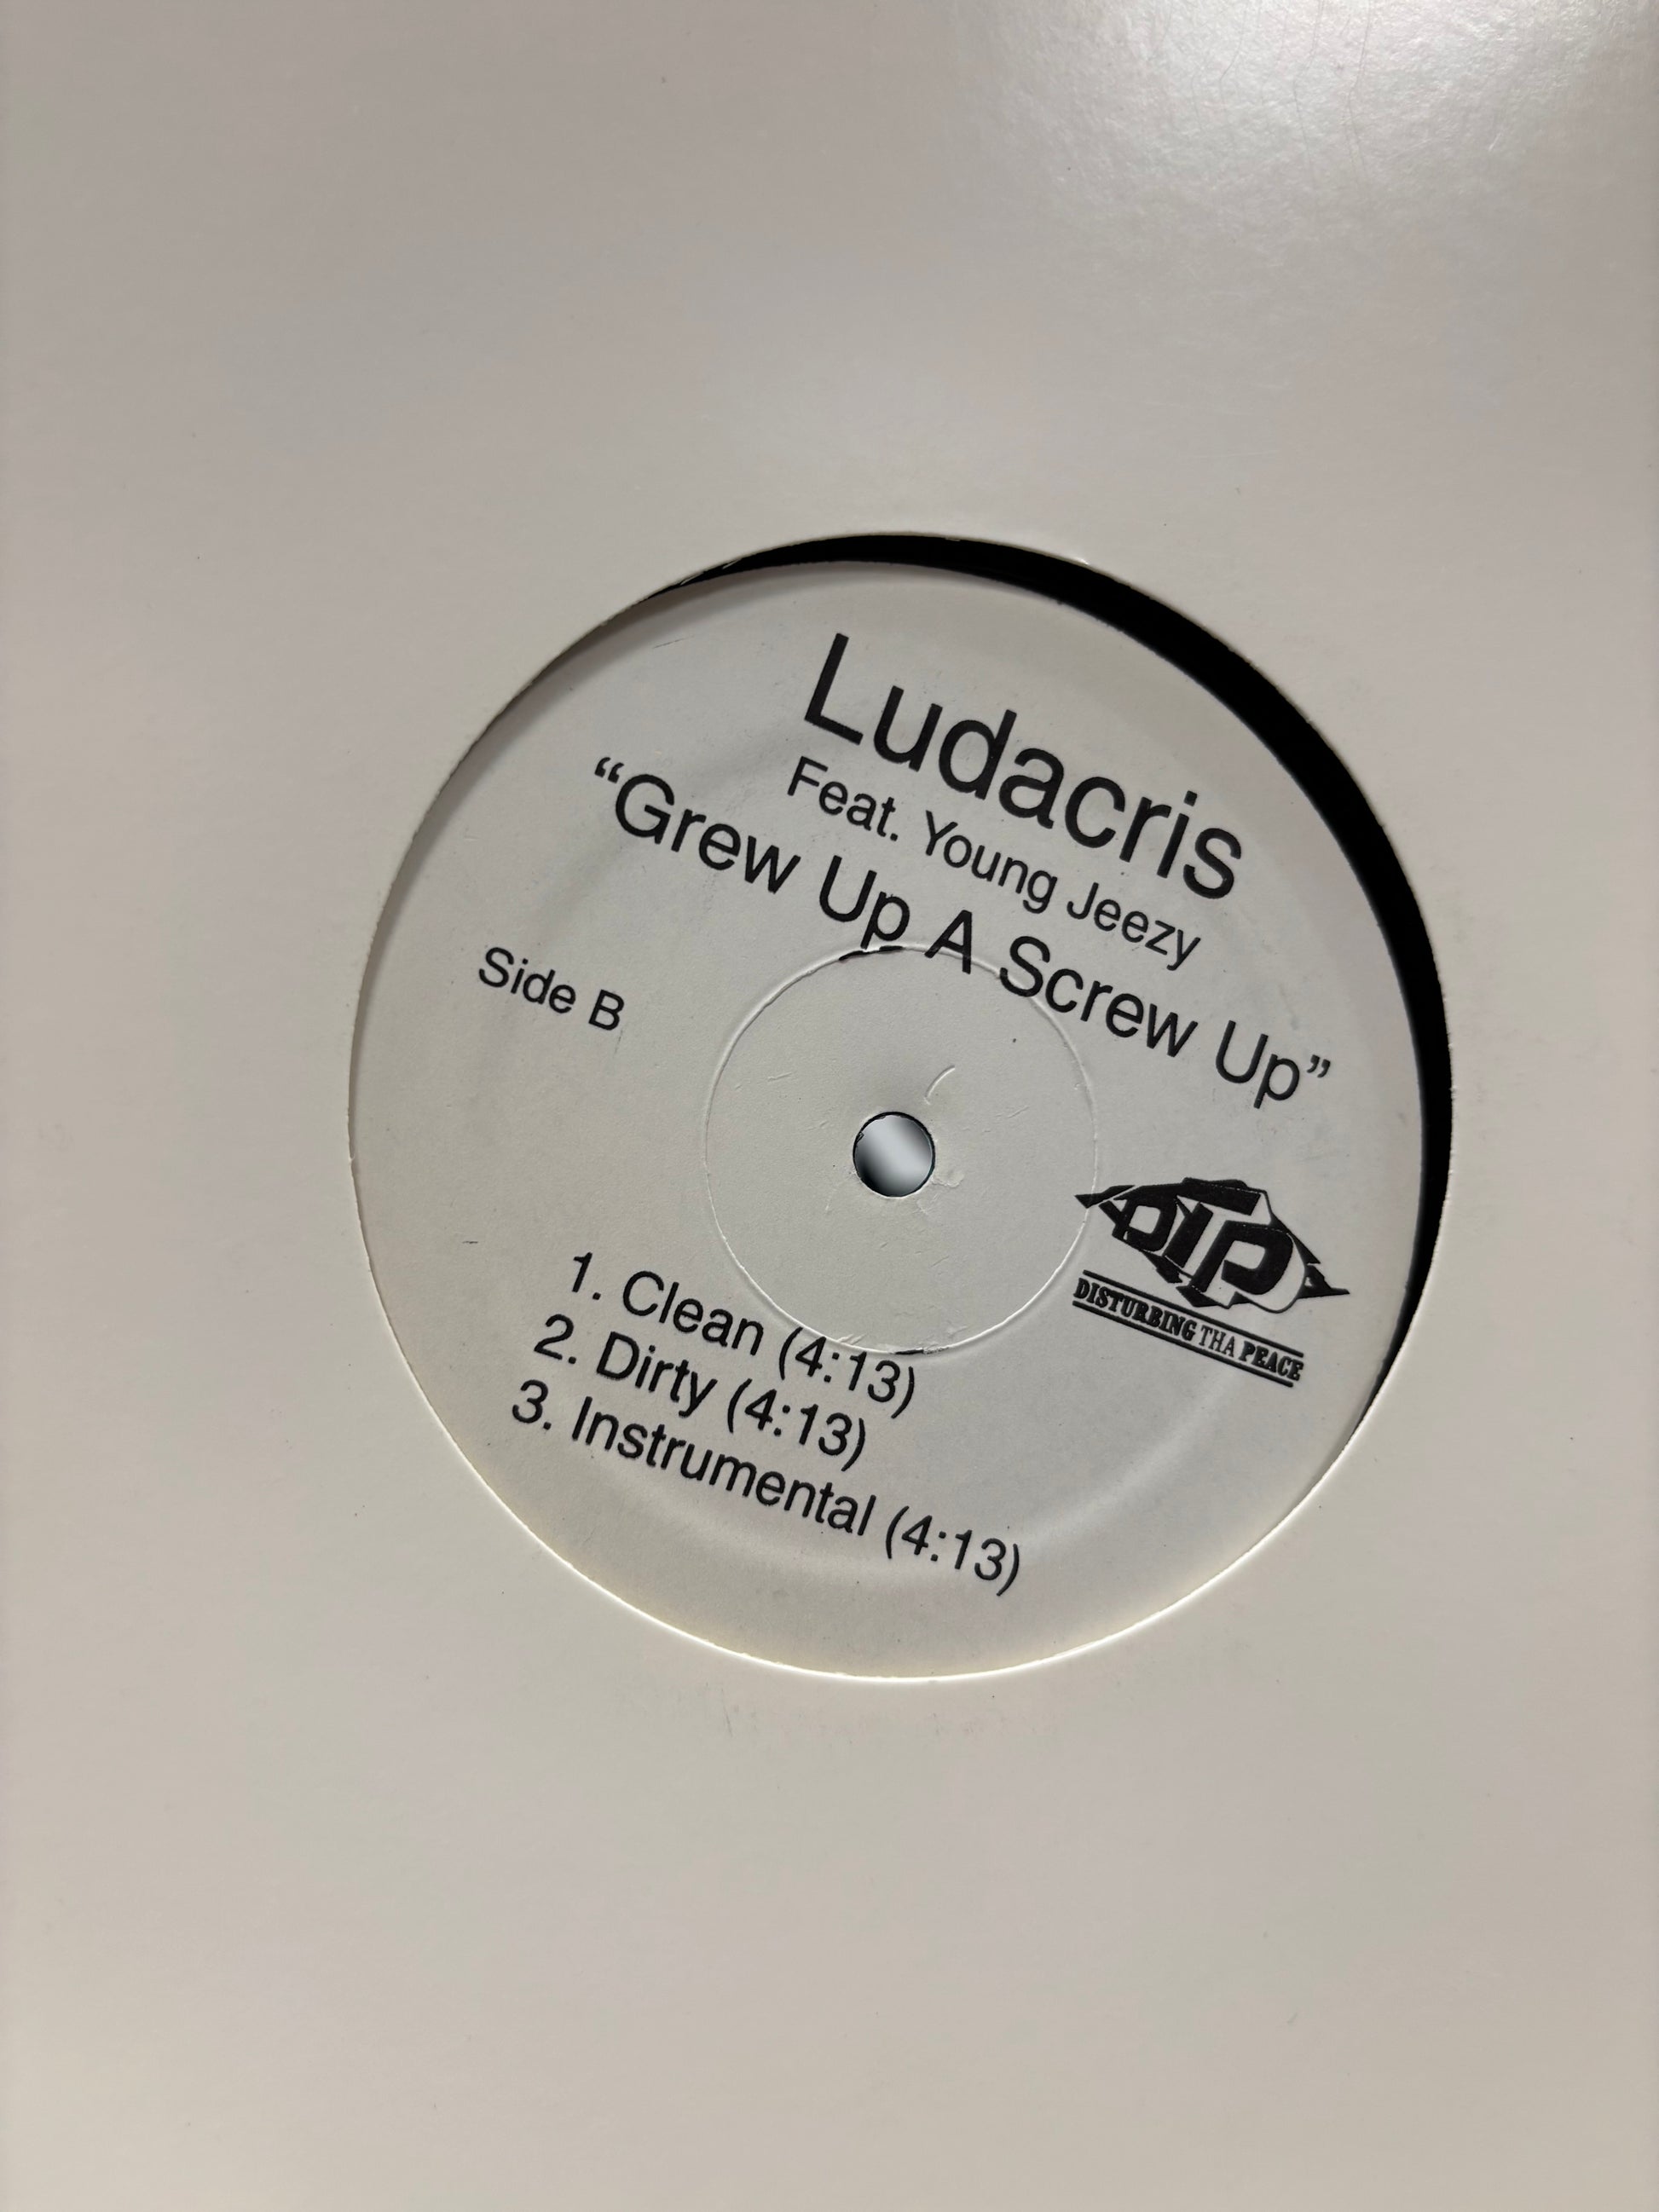 Ludacris
Feat. Young Jeezy
“Grew Up A Screw Up”
Side B
DTP
DISTURBING THA PEACE
1. Clean (4:13)
2. Dirty (4:13)
3. Instrumental (4:13)